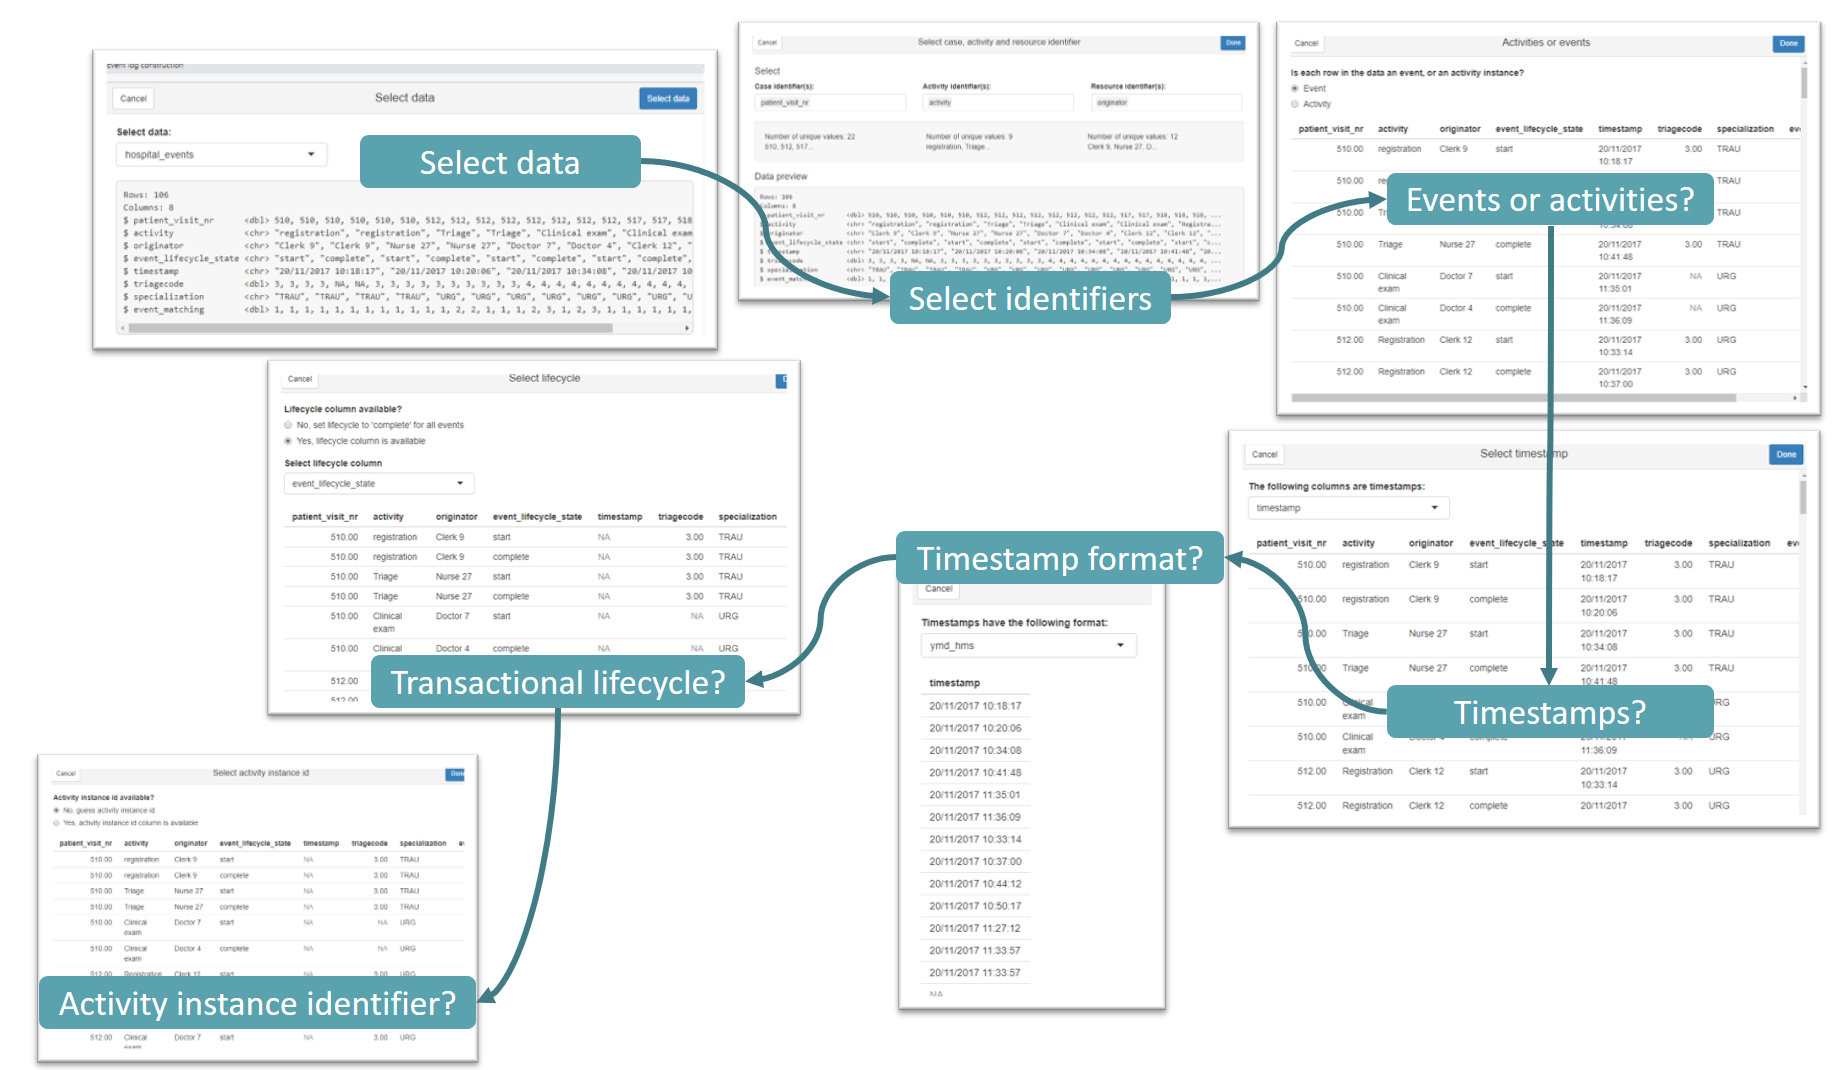 Event log construction
Cancel
Select data
Select data
Select data:
hospital_events
Select data
Rows: 106
Columns: 8
$ patient_visit_nr <dbl> 510, 510, 510, 510, 510, 510, 512, 512, 512, 512, 512, 512, 512, 512, 517, 517, 518
$ activity <chr> "registration", "registration", "Triage", "Triage", "Clinical exam", "Clinical exam
$ originator <chr> "Clerk 9", "Clerk 9", "Nurse 27", "Nurse 27", "Doctor 7", "Doctor 4", "Clerk 12", "
$ event_lifecycle_state <chr> "start", "complete", "start", "complete", "start", "complete", "start", "complete",
$ timestamp <chr> "20/11/2017 10:18:17", "20/11/2017 10:20:06", "20/11/2017 10:34:08", "20/11/2017 10
$ triagecode <dbl> 3, 3, 3, 3, NA, NA, 3, 3, 3, 3, 3, 3, 3, 3, 3, 3, 4, 4, 4, 4, 4, 4, 4, 4, 4, 4, 4,
$ specialization <chr> "TRAU", "TRAU", "TRAU", "TRAU", "URG", "URG", "URG", "URG", "URG", "URG", "URG", "U
$ event_matching <dbl> 1, 1, 1, 1, 1, 1, 1, 1, 1, 1, 1, 1, 2, 2, 1, 1, 1, 2, 3, 1, 2, 3, 1, 1, 1, 1, 1, 1,
Cancel
Select case, activity and resource identifier
Done
Select
Case identifier(s): Activity identifier(s): Resource identifier(s):
patient_visit_nr activity originator
Number of unique values: 22 Number of unique values: 9 Number of unique values: 12
510, 512, 517... registration, Triage... Clerk 9, Nurse 27, D...
Data preview
Rows: 106
Columns: 8
Select identifiers
Cancel
Activities or events
Done
Is each row in the data an event, or an activity instance?
Event
Activity
patient_visit_nr activity originator event_lifecycle_state timestamp triagecode specialization
510.00 registration Clerk 9 start 20/11/2017 10:18:17 3.00 TRAU
510.00 TRAU
Events or activities?
510.00 TRAU
510.00 Triage Nurse 27 complete 20/11/2017 10:41:48 3.00 TRAU
510.00 Clinical exam Doctor 7 start 20/11/2017 11:35:01 NA URG
510.00 Clinical exam Doctor 4 complete 20/11/2017 11:36:09 NA URG
512.00 Registration Clerk 12 start 20/11/2017 10:33:14 3.00 URG
512.00 Registration Clerk 12 complete 20/11/2017 10:37:00 3.00 URG
Cancel
Select timestamp
Done
The following columns are timestamps:
timestamp
patient_visit_nr activity originator event_lifecycle_state timestamp triagecode specialization
510.00 registration Clerk 9 start 20/11/2017 10:18:17 3.00 TRAU
510.00 registration Clerk 9 complete 20/11/2017 10:20:06 3.00 TRAU
510.00 Triage Nurse 27 start 20/11/2017 10:34:08 3.00 TRAU
510.00 Triage Nurse 27 complete 20/11/2017 10:41:48 3.00 TRAU
Timestamps?
510.00 Clinical exam URG
510.00 Clinical exam 11:36:09 URG
512.00 Registration Clerk 12 start 20/11/2017 10:33:14 3.00 URG
512.00 Registration Clerk 12 complete 20/11/2017 3.00 URG
Timestamp format?
Cancel
Timestamps have the following format:
ymd_hms
timestamp
20/11/2017 10:18:17
20/11/2017 10:20:06
20/11/2017 10:34:08
20/11/2017 10:41:48
20/11/2017 11:35:01
20/11/2017 11:36:09
20/11/2017 10:33:14
20/11/2017 10:37:00
20/11/2017 10:44:12
20/11/2017 10:50:17
20/11/2017 11:27:12
20/11/2017 11:33:57
20/11/2017 11:33:57
NA
Cancel
Select lifecycle
Lifecycle column available?
No, set lifecycle to 'complete' for all events
Yes, lifecycle column is available
Select lifecycle column
event_lifecycle_state
patient_visit_nr activity originator event_lifecycle_state timestamp triagecode specialization
510.00 registration Clerk 9 start NA 3.00 TRAU
510.00 registration Clerk 9 complete NA 3.00 TRAU
510.00 Triage Nurse 27 start NA 3.00 TRAU
510.00 Triage Nurse 27 complete NA 3.00 TRAU
510.00 Clinical exam Doctor 7 start NA NA URG
510.00 Clinical Doctor 4 complete NA NA URG
Transactional lifecycle?
512.00
512.00
Cancel
Select activity instance id
Done
Activity instance id available?
No, guess activity instance id
Yes, activity instance id column is available
patient_visit_nr activity originator event_lifecycle_state timestamp triagecode specialization
510.00 registration Clerk 9 start NA 3.00 TRAU
510.00 registration Clerk 9 complete NA 3.00 TRAU
510.00 Triage Nurse 27 start NA 3.00 TRAU
510.00 Triage Nurse 27 complete NA 3.00 TRAU
510.00 Clinical exam Doctor 7 start NA NA URG
510.00 Clinical exam Doctor 4 complete NA NA URG
512.00 Registration Clerk 12 start NA 3.00 URG
Activity instance identifier?
512.00 Clinical exam Doctor 7 start NA 3.00 URG